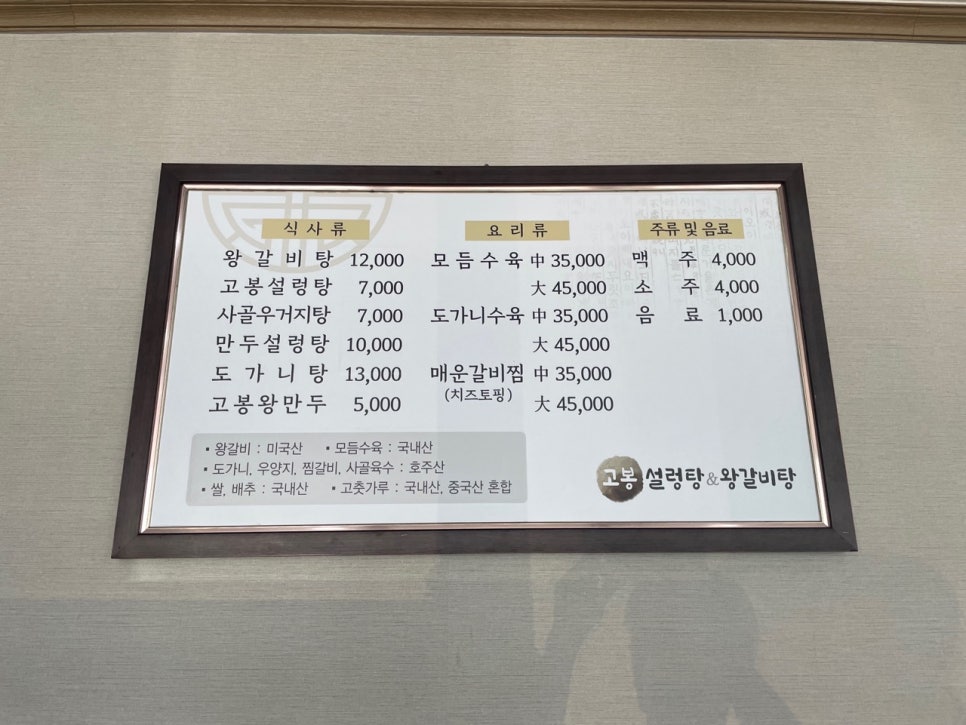 식사류
왕갈비탕 12,000
고봉설렁탕 7,000
사골우거지탕 7,000
만두설렁탕 10,000
도가니탕 13,000
고봉왕만두 5,000
요리류
모듬수육 中 35,000
大 45,000
도가니수육 中 35,000
大 45,000
매운갈비찜 中 35,000
(치즈토핑) 大 45,000
주류 및 음료
맥주 4,000
소주 4,000
음료 1,000
▪ 왕갈비 : 미국산 ▪ 모듬수육 : 국내산
▪ 도가니, 우양지, 찜갈비, 사골육수 : 호주산
▪ 쌀, 배추 : 국내산 ▪ 고춧가루 : 국내산, 중국산 혼합
고봉 설렁탕&왕갈비탕